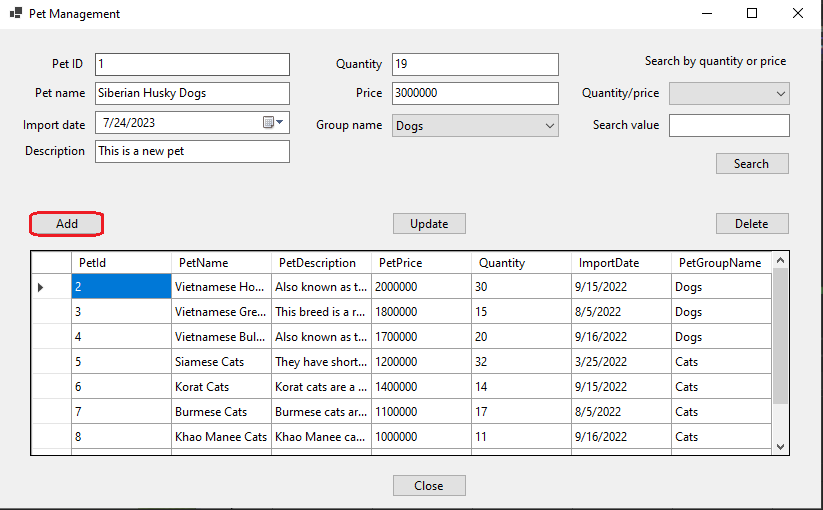 Pet Management
Search by quantity or price
Pet ID 1 Quantity 19
Pet name Siberian Husky Dogs Price 3000000 Quantity/price
Import date 7/24/2023 Group name Dogs Search value
Description This is a new pet
Search
Add Update Delete
PetId PetName PetDescription PetPrice Quantity ImportDate PetGroupName
2 Vietnamese Ho... Also known as t... 2000000 30 9/15/2022 Dogs
3 Vietnamese Gre... This breed is a r... 1800000 15 8/5/2022 Dogs
4 Vietnamese Bul... Also known as t... 1700000 20 9/16/2022 Dogs
5 Siamese Cats They have short... 1200000 32 3/25/2022 Cats
6 Korat Cats Korat cats are a ... 1400000 14 9/15/2022 Cats
7 Burmese Cats Burmese cats ar... 1100000 17 8/5/2022 Cats
8 Khao Manee Cats Khao Manee ca... 1000000 11 9/16/2022 Cats
Close